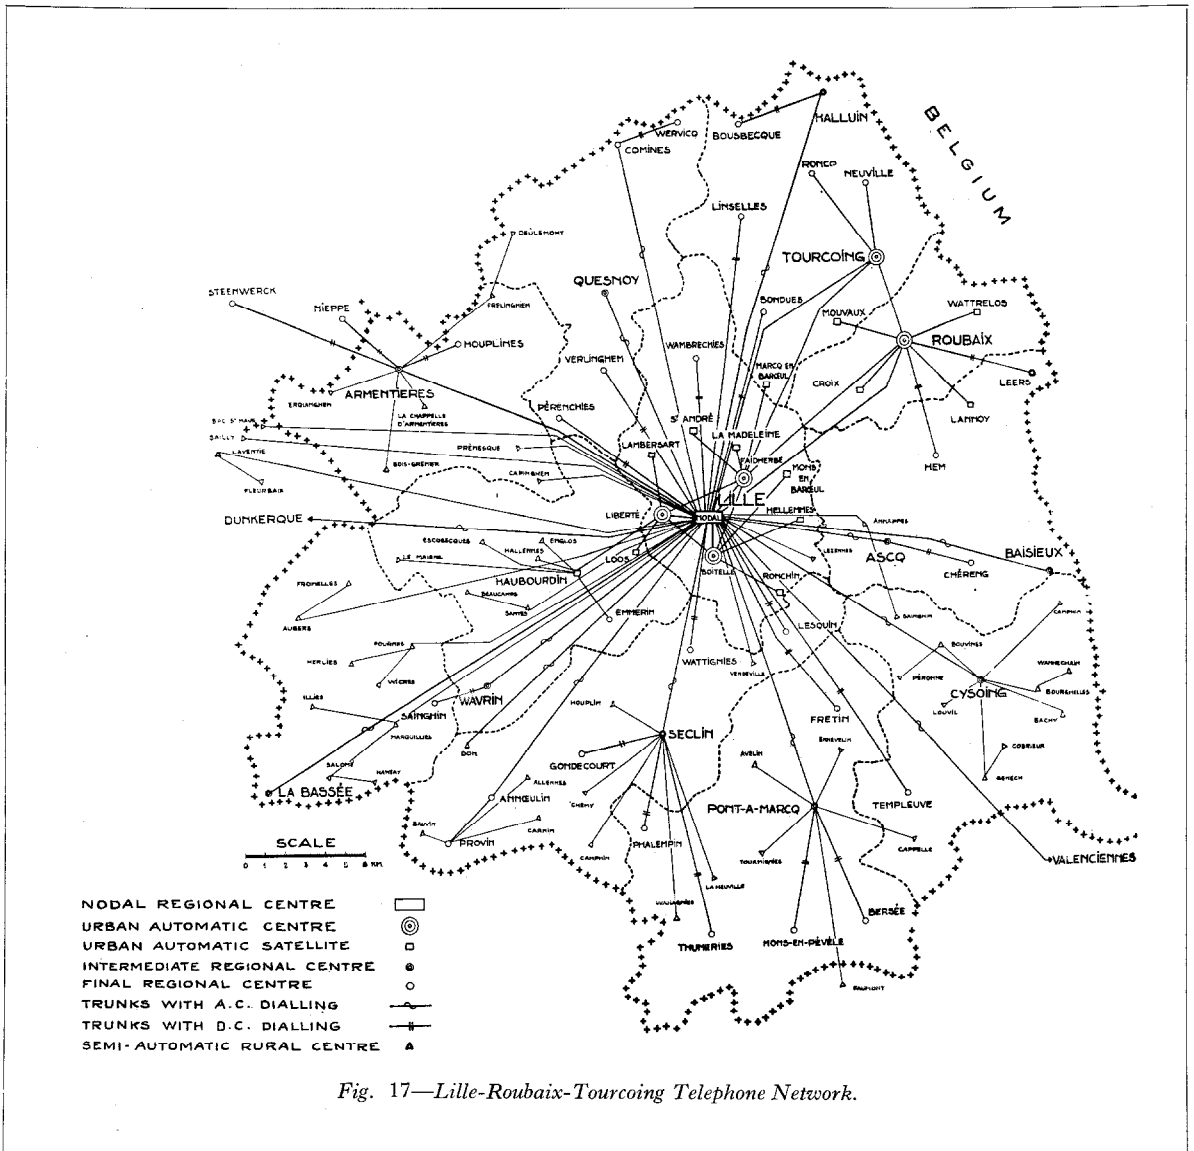 BELGIUM
HALLUIN
WERVICQ
BOUSBECQUE
COMINES
RONCQ
NEUVILLE
LINSELLES
DEÛLEMONT
TOURCOING
QUESNOY
STEENWERCK
NIEPPE
FRELINGHEM
BONDUES
MOUVAUX
WATTRELOS
HOUPLINES
VERLINGHEM
WAMBRECHIES
ROUBAIX
MARCQ EN
BARŒUL
CROIX
LEERS
ERQUINGHEM
ARMENTIERES
LA CHAPPELLE
D'ARMENTIERES
PÉRENCHIES
ST ANDRÉ
LANNOY
BAC ST MAUR
SAILLY
LA MADELEINE
LAVENTIE
PRÉMESQUE
LAMBERSART
FAIDHERBE
MONS
EN
BARŒUL
HEM
BOIS-GRENIER
CAPINGHEM
FLEURBAIX
LILLE
DUNKERQUE
LIBERTÉ
NODAL
HELLEMMES
ANNAPPES
ESCOBECQUES
ENGLOS
HALLENNES
LE MAISNIL
LOOS
BOITELLE
LEZENNES
ASCQ
BAISIEUX
CHÉRENG
HAUBOURDIN
RONCHIN
FROMELLES
BEAUCAMPS
SANTES
EMMERIN
AUBERS
LESQUIN
SAINGHIN
CAMPHIN
FOURNES
HERLIES
WICRES
WATTIGNIES
VENDEVILLE
BOUVINES
PÉRONNE
WANNEHAIN
BOURGHELLES
CYSOING
ILLIES
WAVRIN
SAINGHIN
HOUPLIN
FRETIN
LOUVIL
BACHY
MARQUILLIES
SECLIN
ENNEVELIN
DON
GONDECOURT
AVELIN
COBRIEUX
SALOMÉ
HANTAY
ALLENNES
GENECH
LA BASSÉE
ANNŒULIN
CHEMY
PONT-A-MARCQ
TEMPLEUVE
BAUVIN
CARNIN
PROVIN
CAMPHIN
PHALEMPIN
TOURMIGNIES
CAPPELLE
VALENCIENNES
SCALE
0 1 2 3 4 5 6 KM
LA NEUVILLE
THUMERIES
MONS-EN-PÉVÈLE
BERSÉE
FAUMONT
NODAL REGIONAL CENTRE
URBAN AUTOMATIC CENTRE
URBAN AUTOMATIC SATELLITE
INTERMEDIATE REGIONAL CENTRE
FINAL REGIONAL CENTRE
TRUNKS WITH A.C. DIALLING
TRUNKS WITH D.C. DIALLING
SEMI-AUTOMATIC RURAL CENTRE
Fig. 17—Lille-Roubaix-Tourcoing Telephone Network.